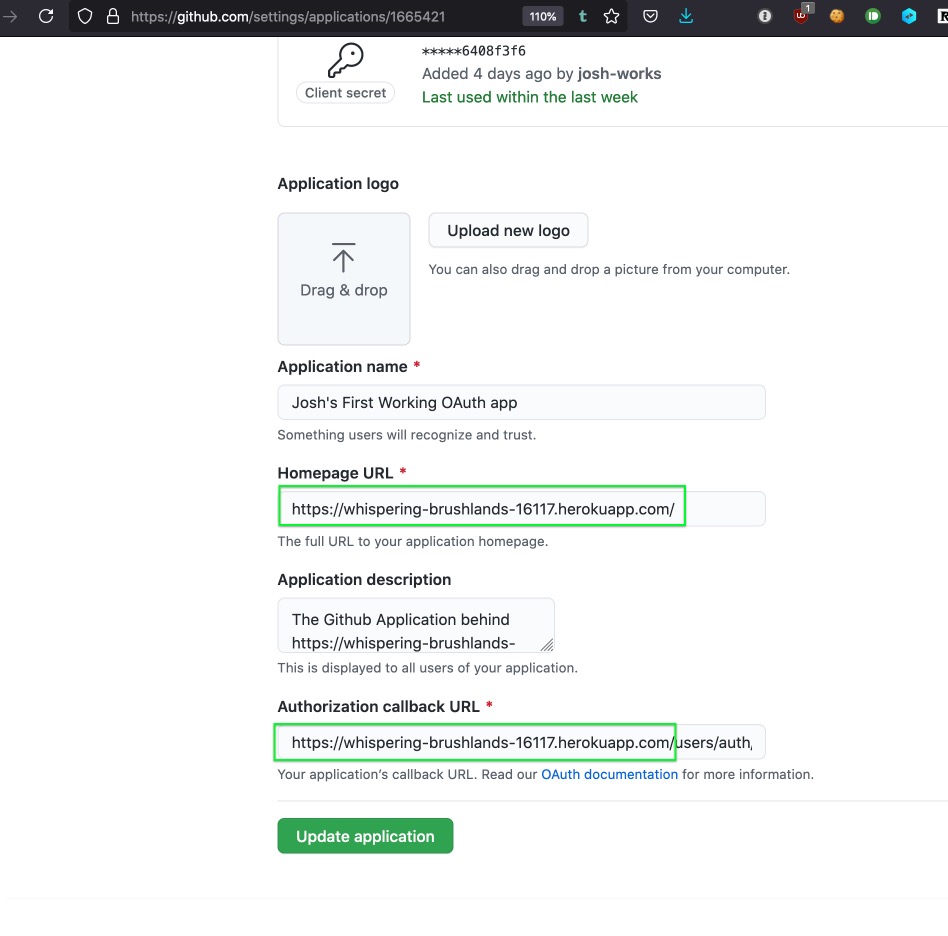 https://github.com/settings/applications/1665421
110%
t
1
*****6408f3f6
Added 4 days ago by josh-works
Client secret
Last used within the last week
Application logo
Upload new logo
You can also drag and drop a picture from your computer.
Drag & drop
Application name *
Josh's First Working OAuth app
Something users will recognize and trust.
Homepage URL *
https://whispering-brushlands-16117.herokuapp.com/
The full URL to your application homepage.
Application description
The Github Application behind
https://whispering-brushlands-
This is displayed to all users of your application.
Authorization callback URL *
https://whispering-brushlands-16117.herokuapp.com/users/auth/
Your application's callback URL. Read our OAuth documentation for more information.
Update application